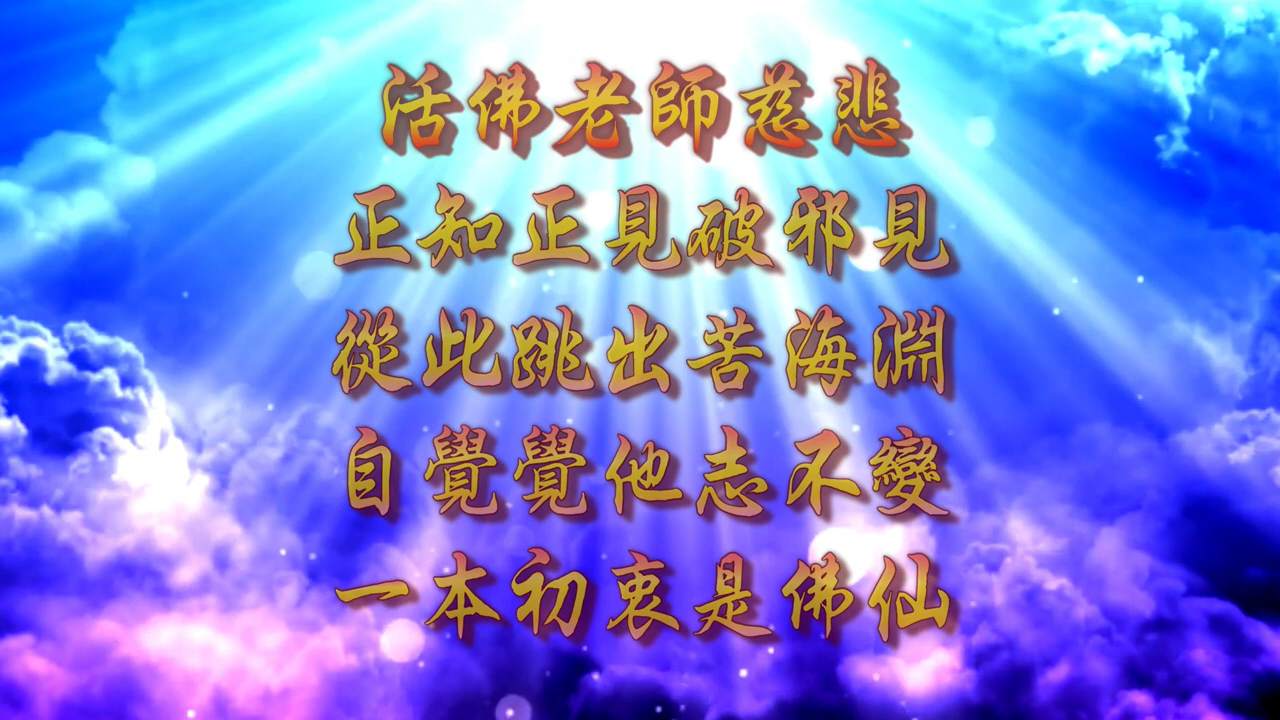 活佛老師慈悲
正知正見破邪見
從此跳出苦海淵
自覺覺他志不變
一本初衷是佛仙